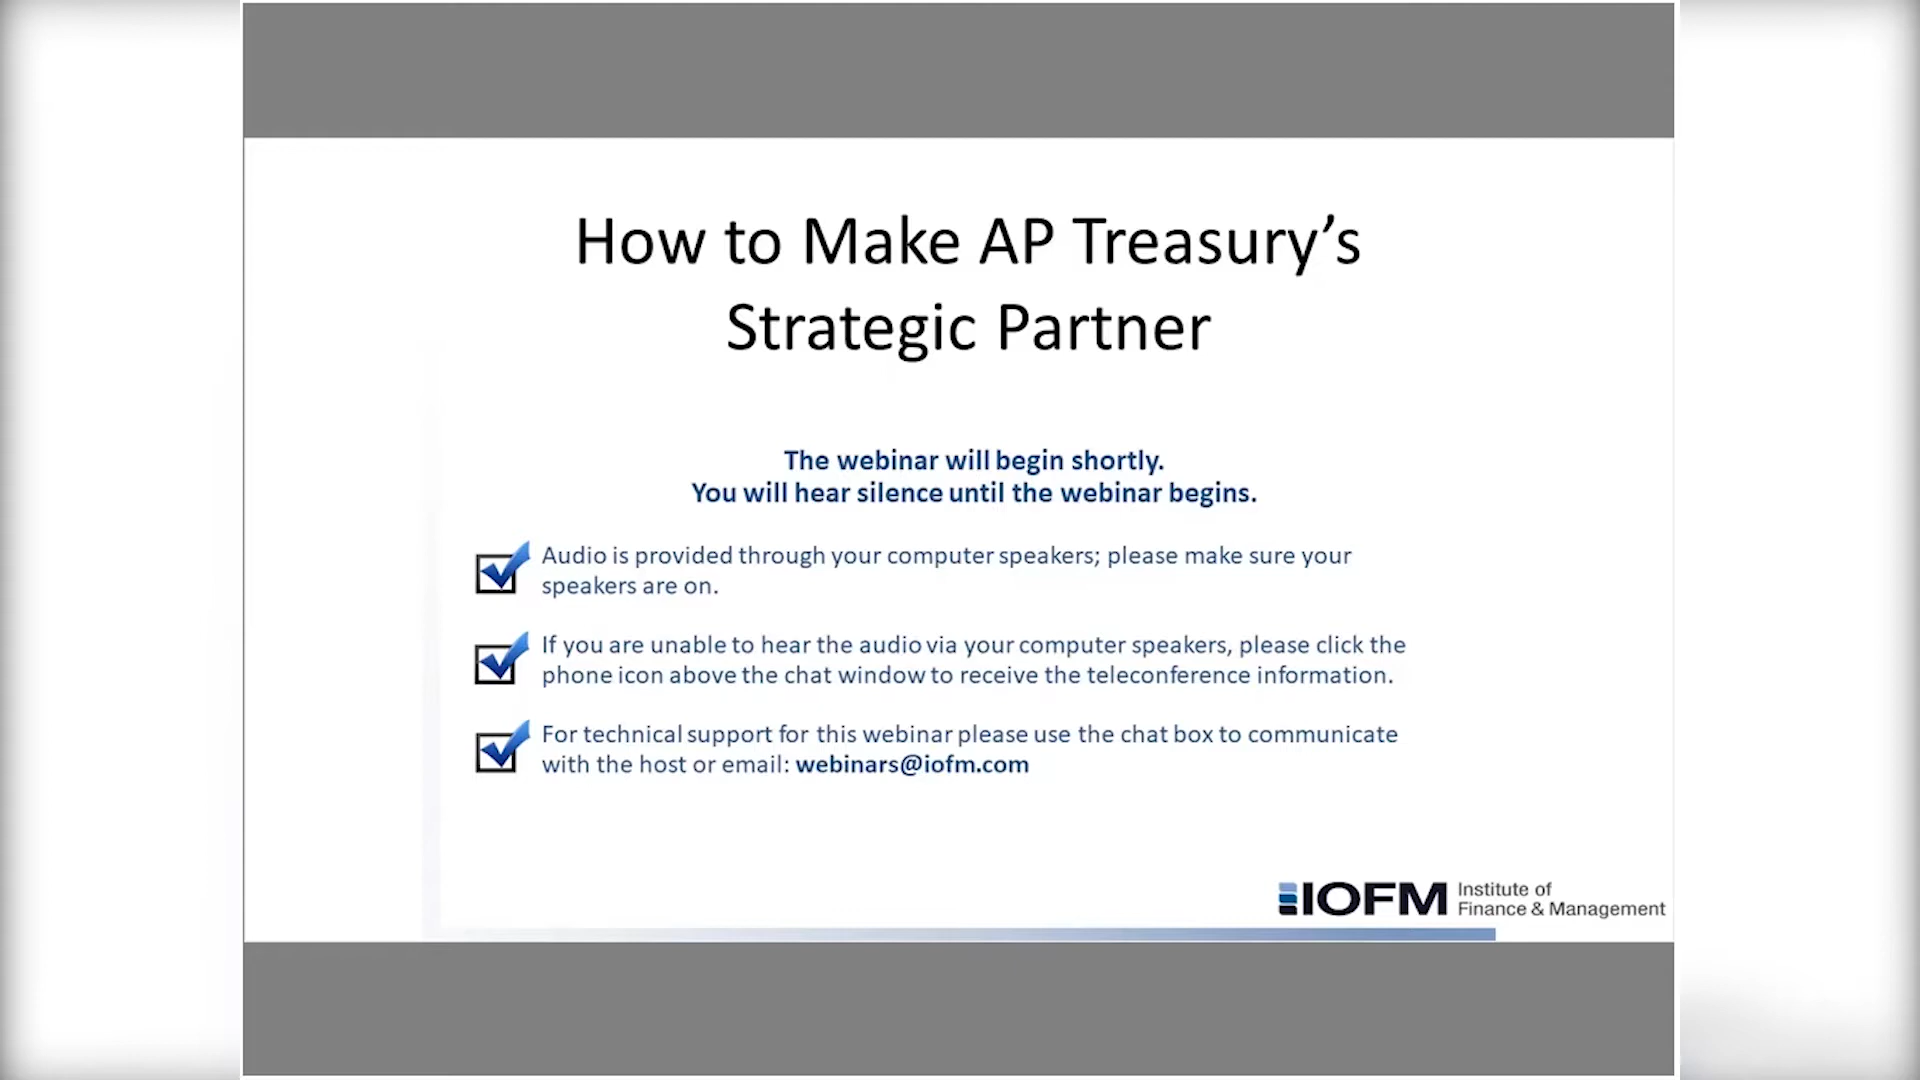 How to Make AP Treasury’s
Strategic Partner
The webinar will begin shortly.
You will hear silence until the webinar begins.
Audio is provided through your computer speakers; please make sure your
speakers are on.
If you are unable to hear the audio via your computer speakers, please click the
phone icon above the chat window to receive the teleconference information.
For technical support for this webinar please use the chat box to communicate
with the host or email: webinars@iofm.com
IOFM
Institute of
Finance & Management